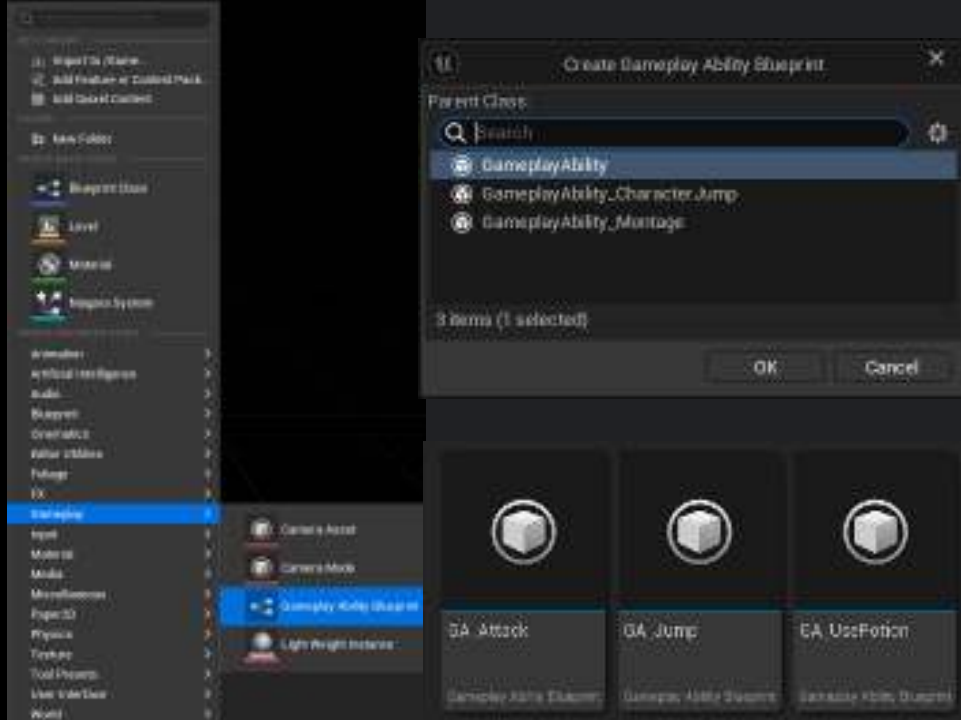 Import to /Game...
Add Feature or Content Pack...
Add Quixel Content
New Folder
Blueprint Class
Level
Material
Niagara System
Animation
Artificial Intelligence
Audio
Blueprint
Cinematics
Editor Utilities
Foliage
FX
Gameplay
Input
Material
Media
Miscellaneous
Paper2D
Physics
Texture
Tool Presets
User Interface
World
Camera Asset
Camera Mode
Gameplay Ability Blueprint
Light Weight Instance
Create Gameplay Ability Blueprint
Parent Class
Search
GameplayAbility
GameplayAbility_CharacterJump
GameplayAbility_Montage
3 items (1 selected)
OK
Cancel
GA_Attack
GA_Jump
GA_UsePotion
Gameplay Ability Blueprint
Gameplay Ability Blueprint
Gameplay Ability Blueprint